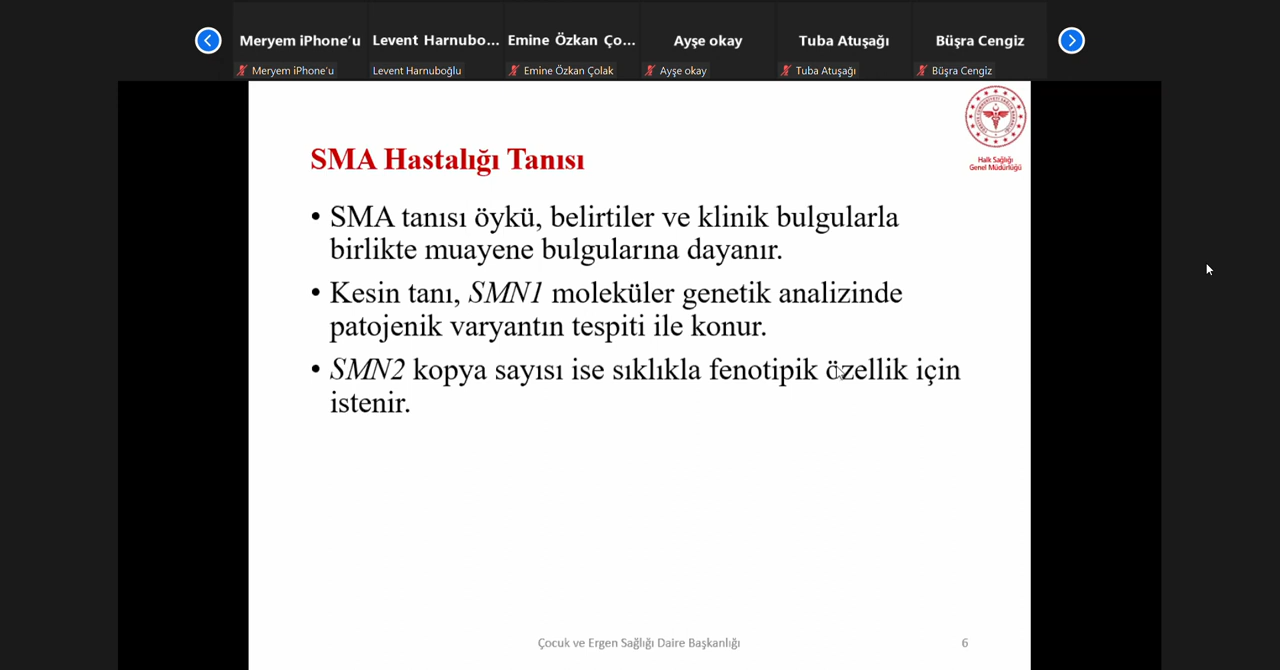 Meryem iPhone'u
Levent Harnubo...
Emine Özkan Ço...
Ayşe okay
Tuba Atuşağı
Büşra Cengiz
Meryem iPhone'u
Levent Harnuboğlu
Emine Özkan Çolak
Ayşe okay
Tuba Atuşağı
Büşra Cengiz
Halk Sağlığı
Genel Müdürlüğü
SMA Hastalığı Tanısı
• SMA tanısı öykü, belirtiler ve klinik bulgularla
birlikte muayene bulgularına dayanır.
• Kesin tanı, SMN1 moleküler genetik analizinde
patojenik varyantın tespiti ile konur.
• SMN2 kopya sayısı ise sıklıkla fenotipik özellik için
istenir.
Çocuk ve Ergen Sağlığı Daire Başkanlığı
6